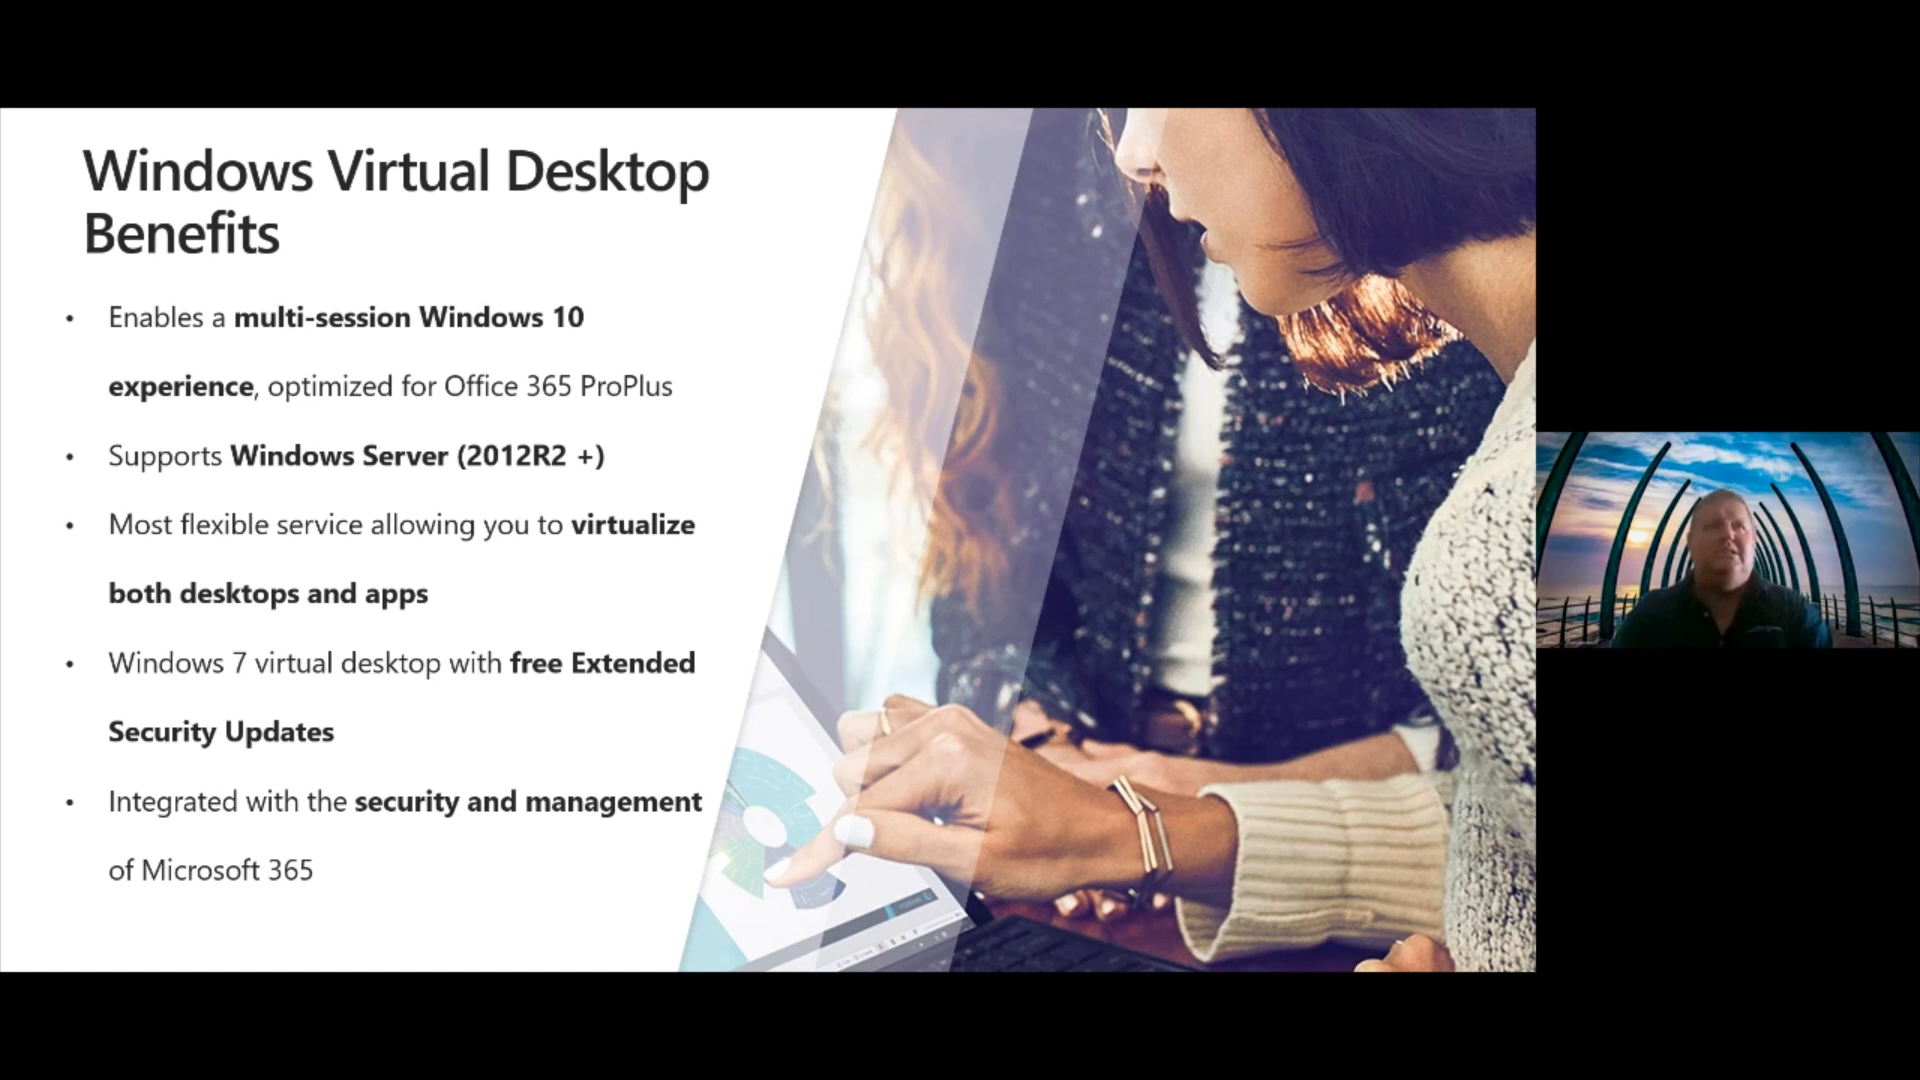 Windows Virtual Desktop
Benefits
• Enables a multi-session Windows 10
experience, optimized for Office 365 ProPlus
• Supports Windows Server (2012R2 +)
• Most flexible service allowing you to virtualize
both desktops and apps
• Windows 7 virtual desktop with free Extended
Security Updates
• Integrated with the security and management
of Microsoft 365